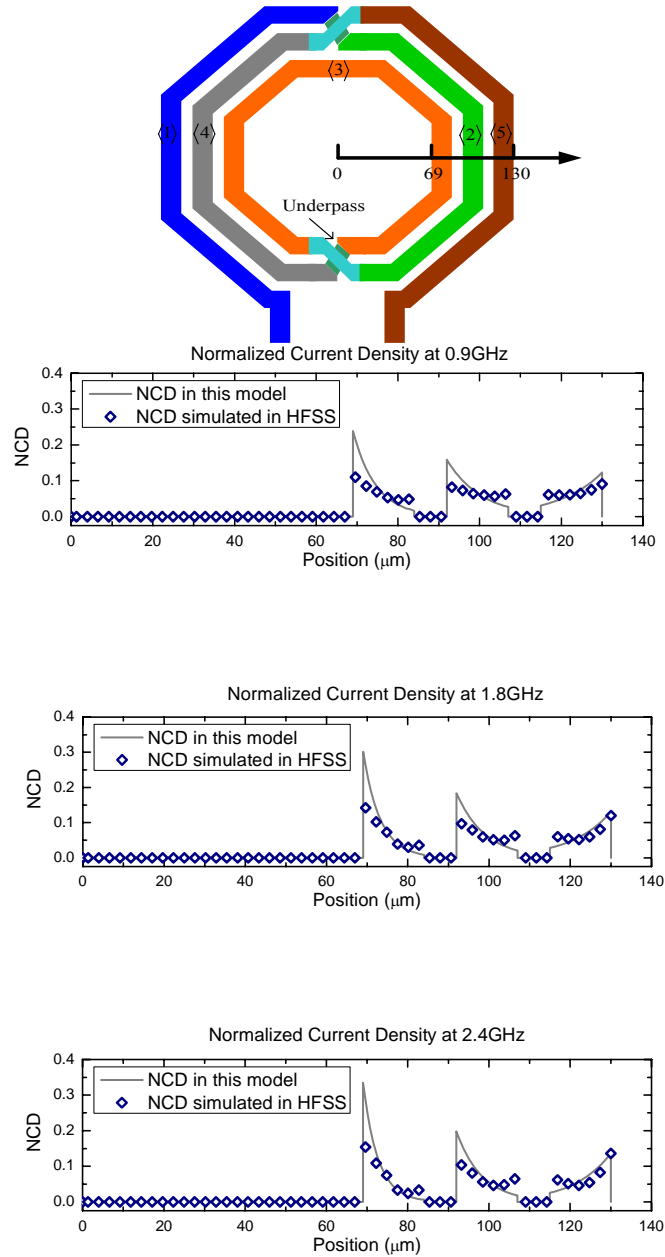 ⟨3⟩
⟨1⟩ ⟨4⟩ ⟨2⟩ ⟨5⟩
0 69 130
Underpass
Normalized Current Density at 0.9GHz
NCD in this model
NCD simulated in HFSS
NCD
0.4
0.3
0.2
0.1
0.0
0 20 40 60 80 100 120 140
Position (μm)
Normalized Current Density at 1.8GHz
NCD in this model
NCD simulated in HFSS
NCD
0.4
0.3
0.2
0.1
0.0
0 20 40 60 80 100 120 140
Position (μm)
Normalized Current Density at 2.4GHz
NCD in this model
NCD simulated in HFSS
NCD
0.4
0.3
0.2
0.1
0.0
0 20 40 60 80 100 120 140
Position (μm)